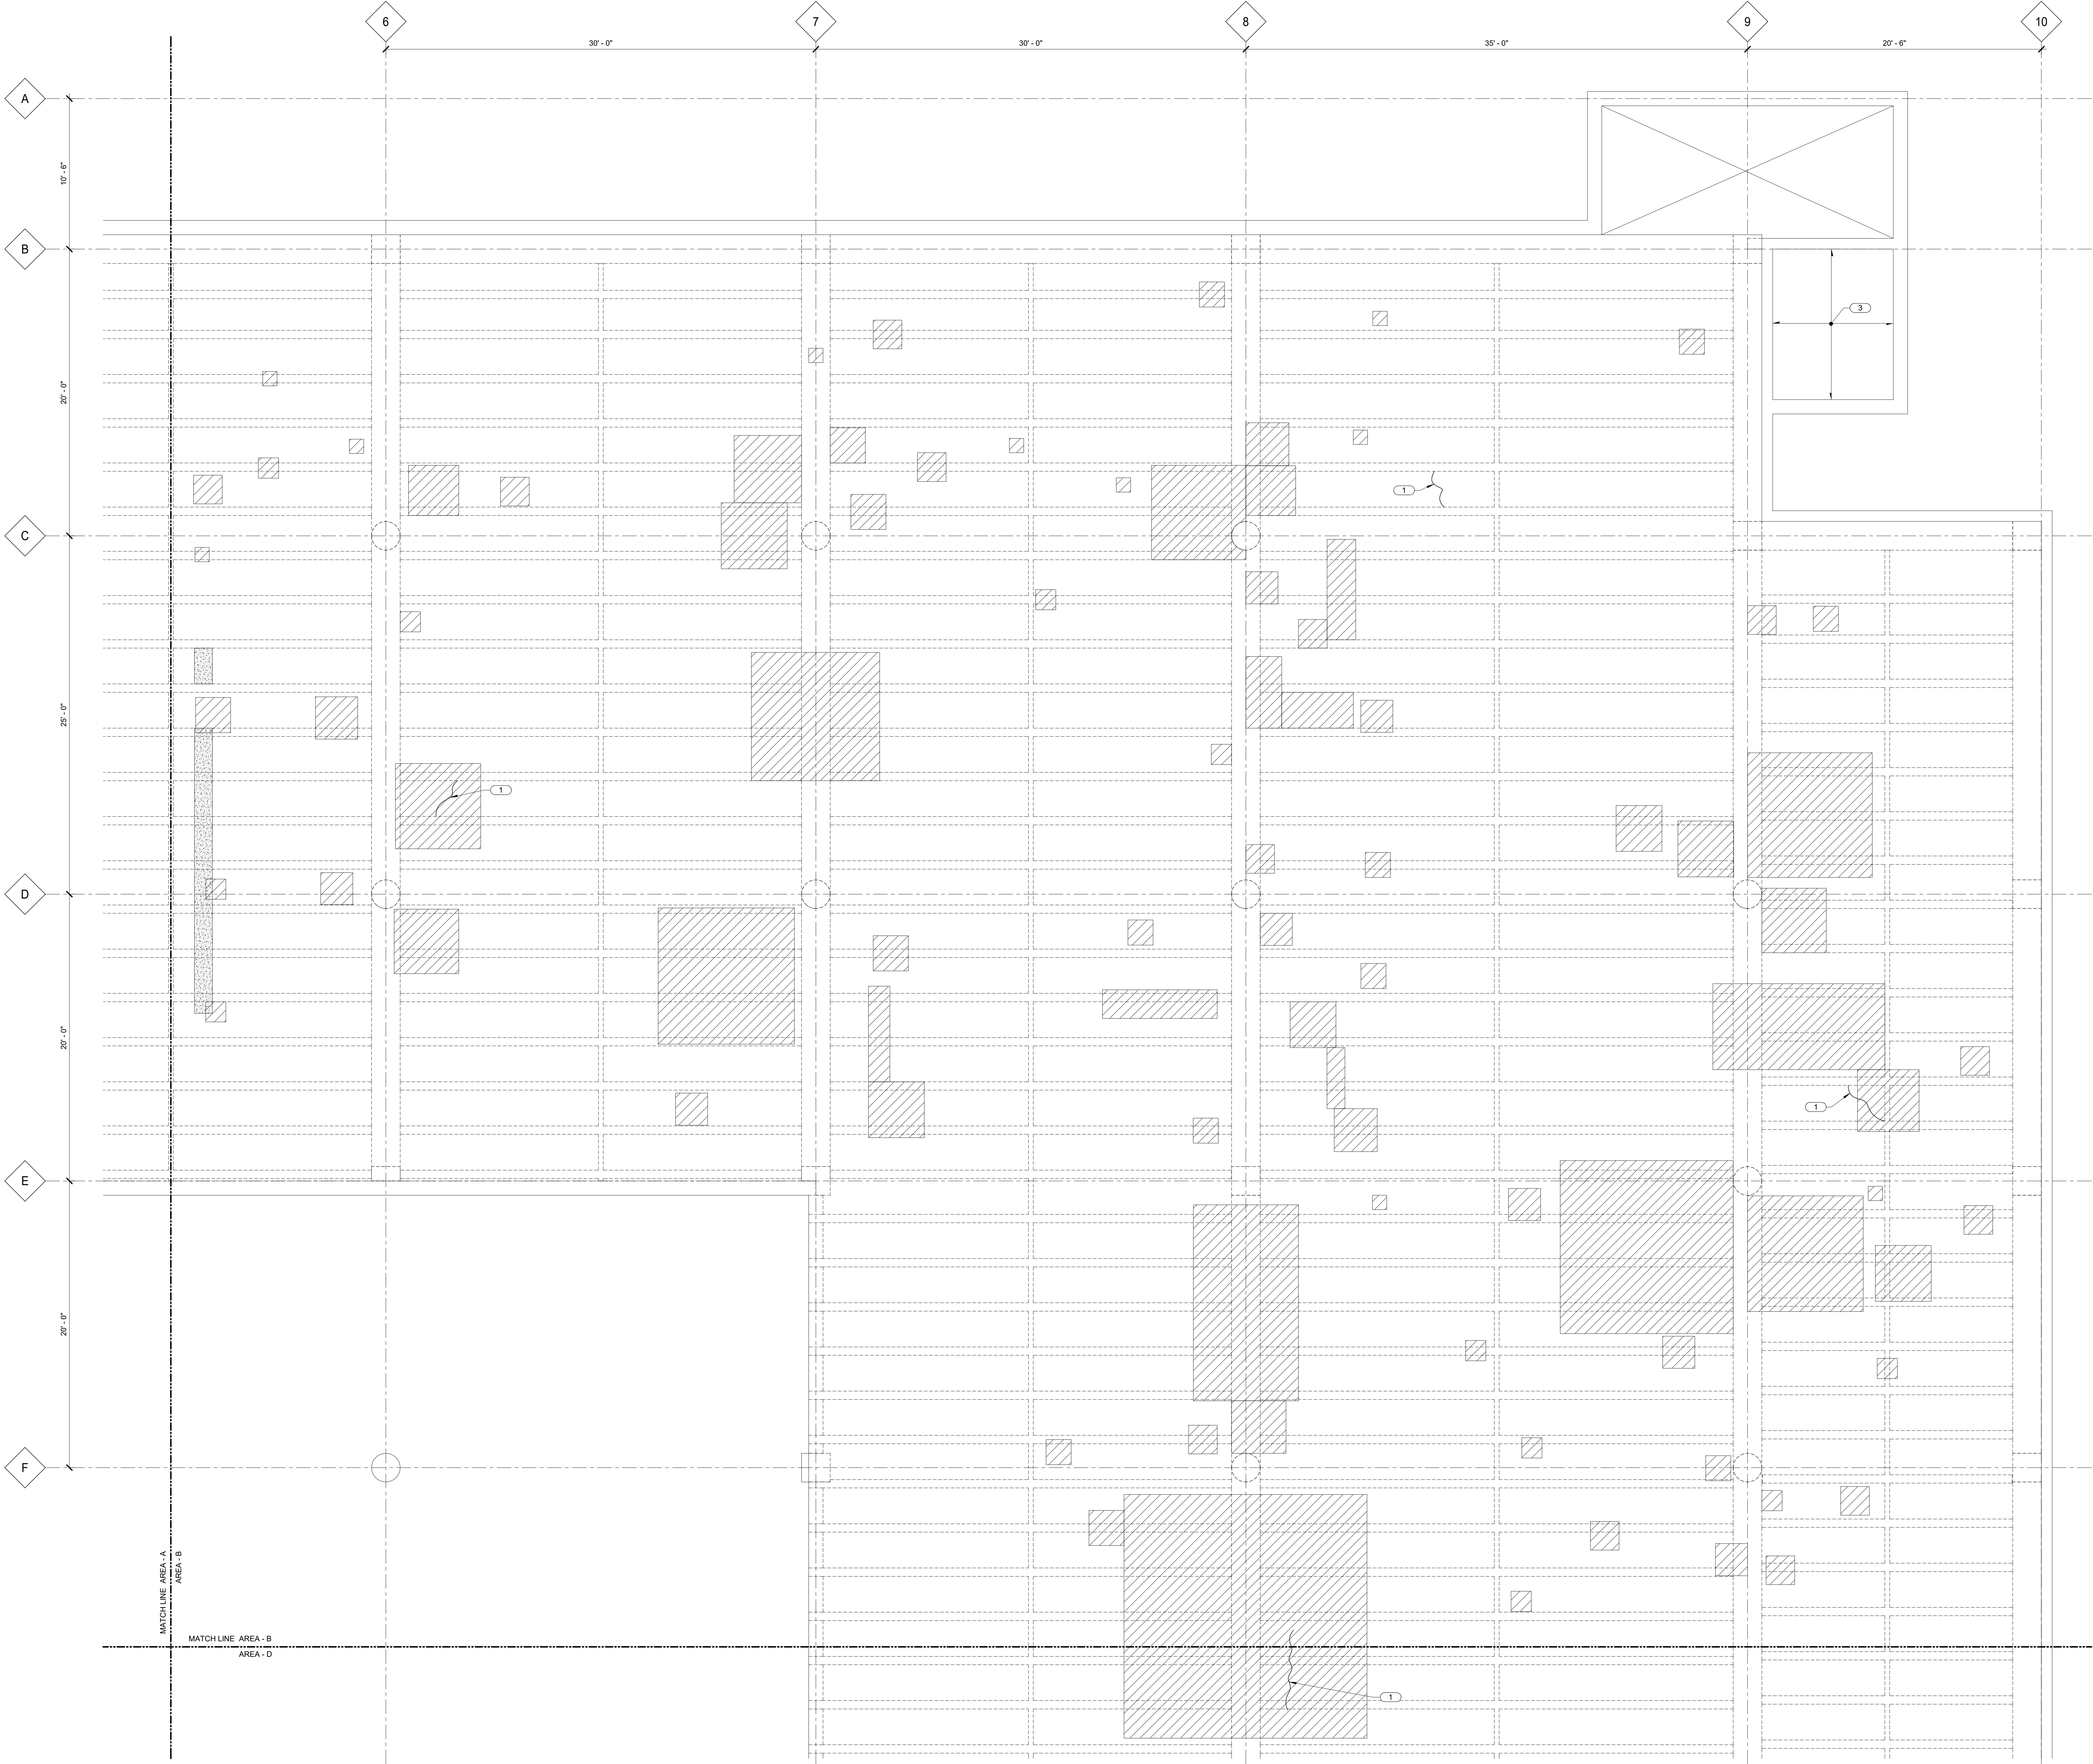 6
7
8
9
10
30' - 0"
30' - 0"
35' - 0"
20' - 6"
A
10' - 6"
B
3
20' - 0"
1
C
25' - 0"
1
D
20' - 0"
1
E
20' - 0"
F
MATCH LINE AREA - A
AREA - B
MATCH LINE AREA - B
AREA - D
1